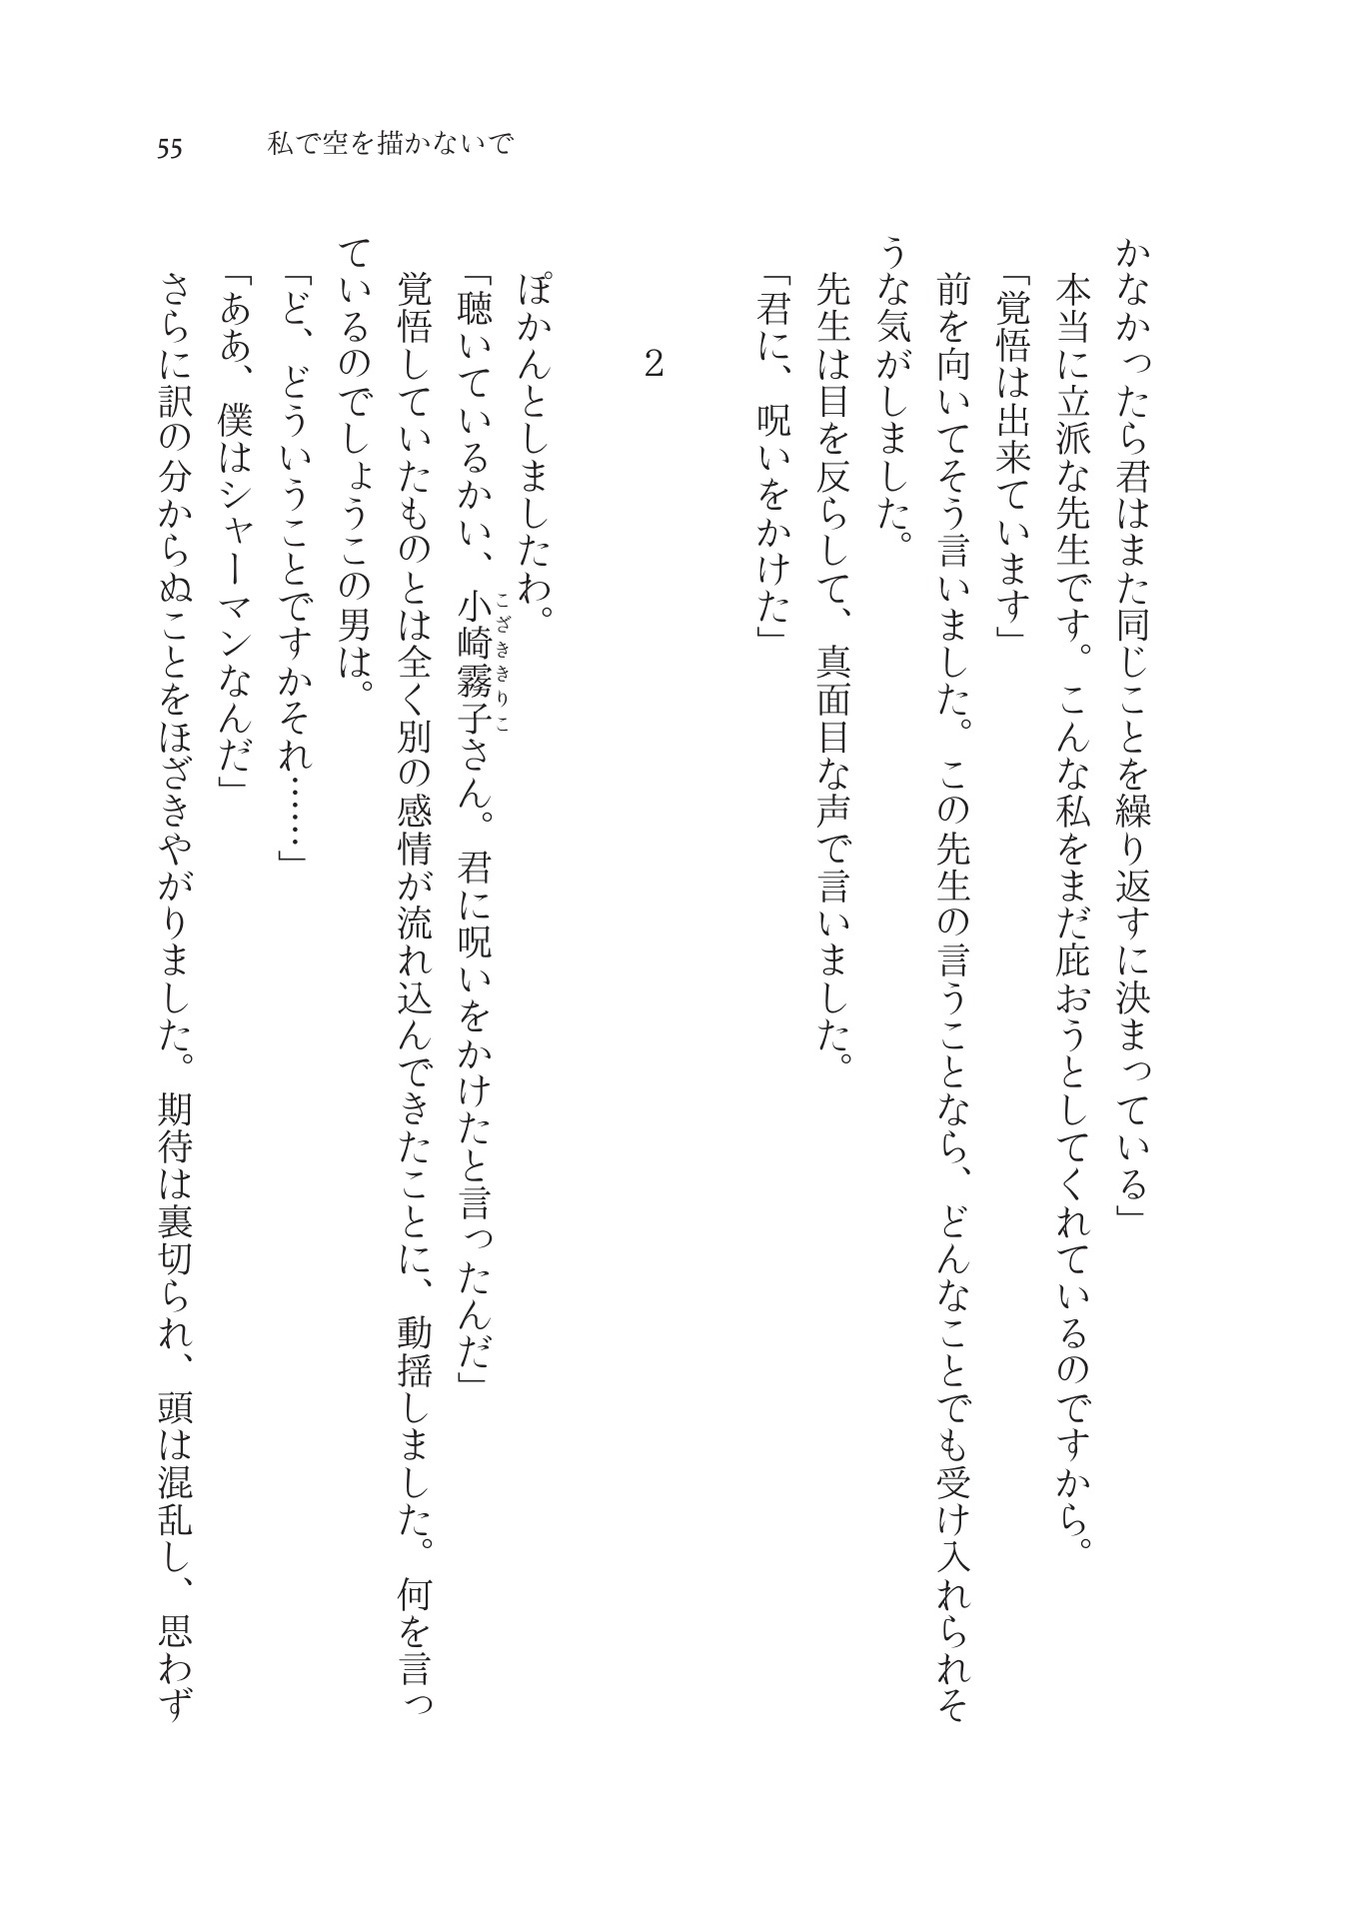 55
私で空を描かないで
かなかったら君はまた同じことを繰り返すに決まっている」
本当に立派な先生です。こんな私をまだ庇おうとしてくれているのですから。
「覚悟は出来ています」
前を向いてそう言いました。この先生の言うことなら、どんなことでも受け入れられそ
うな気がしました。
先生は目を反らして、真面目な声で言いました。
「君に、呪いをかけた」
2
ぽかんとしましたわ。
「聴いているかい、小崎霧子さん。君に呪いをかけたと言ったんだ」
こざききりこ
覚悟していたものとは全く別の感情が流れ込んできたことに、動揺しました。何を言っ
ているのでしょうこの男は。
「ど、どういうことですかそれ……」
「ああ、僕はシャーマンなんだ」
さらに訳の分からぬことをほざきやがりました。期待は裏切られ、頭は混乱し、思わず